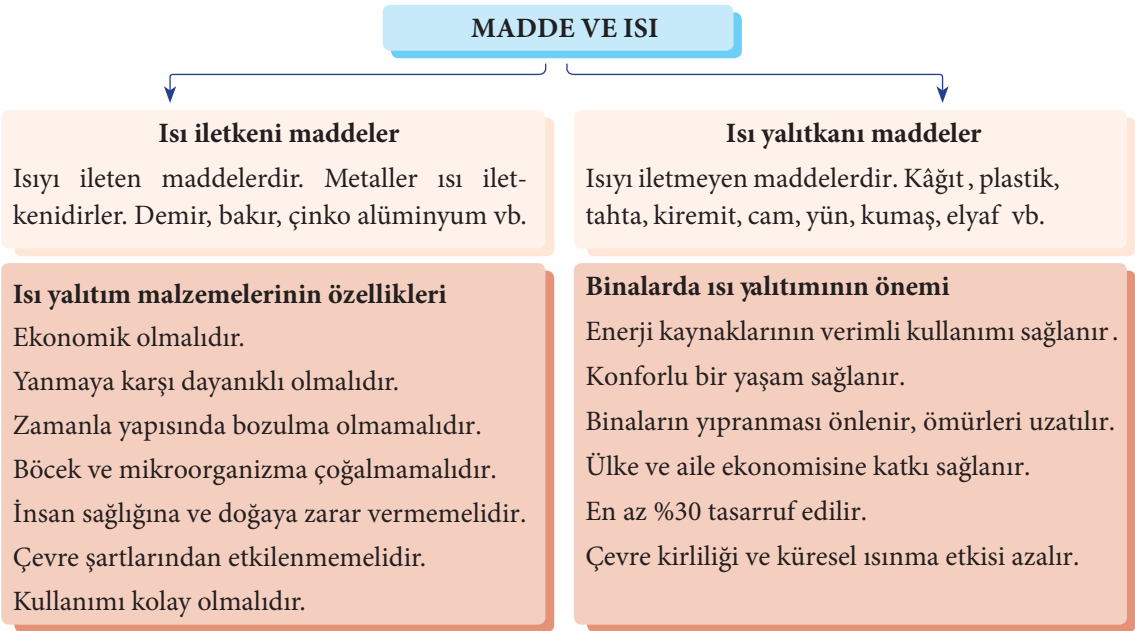 MADDE VE ISI
Isı iletkeni maddeler
Isıyı ileten maddelerdir. Metaller ısı ilet-
kenidirler. Demir, bakır, çinko alüminyum vb.
Isı yalıtkanı maddeler
Isıyı iletmeyen maddelerdir. Kâğıt , plastik,
tahta, kiremit, cam, yün, kumaş, elyaf vb.
Isı yalıtım malzemelerinin özellikleri
Ekonomik olmalıdır.
Yanmaya karşı dayanıklı olmalıdır.
Zamanla yapısında bozulma olmamalıdır.
Böcek ve mikroorganizma çoğalmamalıdır.
İnsan sağlığına ve doğaya zarar vermemelidir.
Çevre şartlarından etkilenmemelidir.
Kullanımı kolay olmalıdır.
Binalarda ısı yalıtımının önemi
Enerji kaynaklarının verimli kullanımı sağlanır .
Konforlu bir yaşam sağlanır.
Binaların yıpranması önlenir, ömürleri uzatılır.
Ülke ve aile ekonomisine katkı sağlanır.
En az %30 tasarruf edilir.
Çevre kirliliği ve küresel ısınma etkisi azalır.